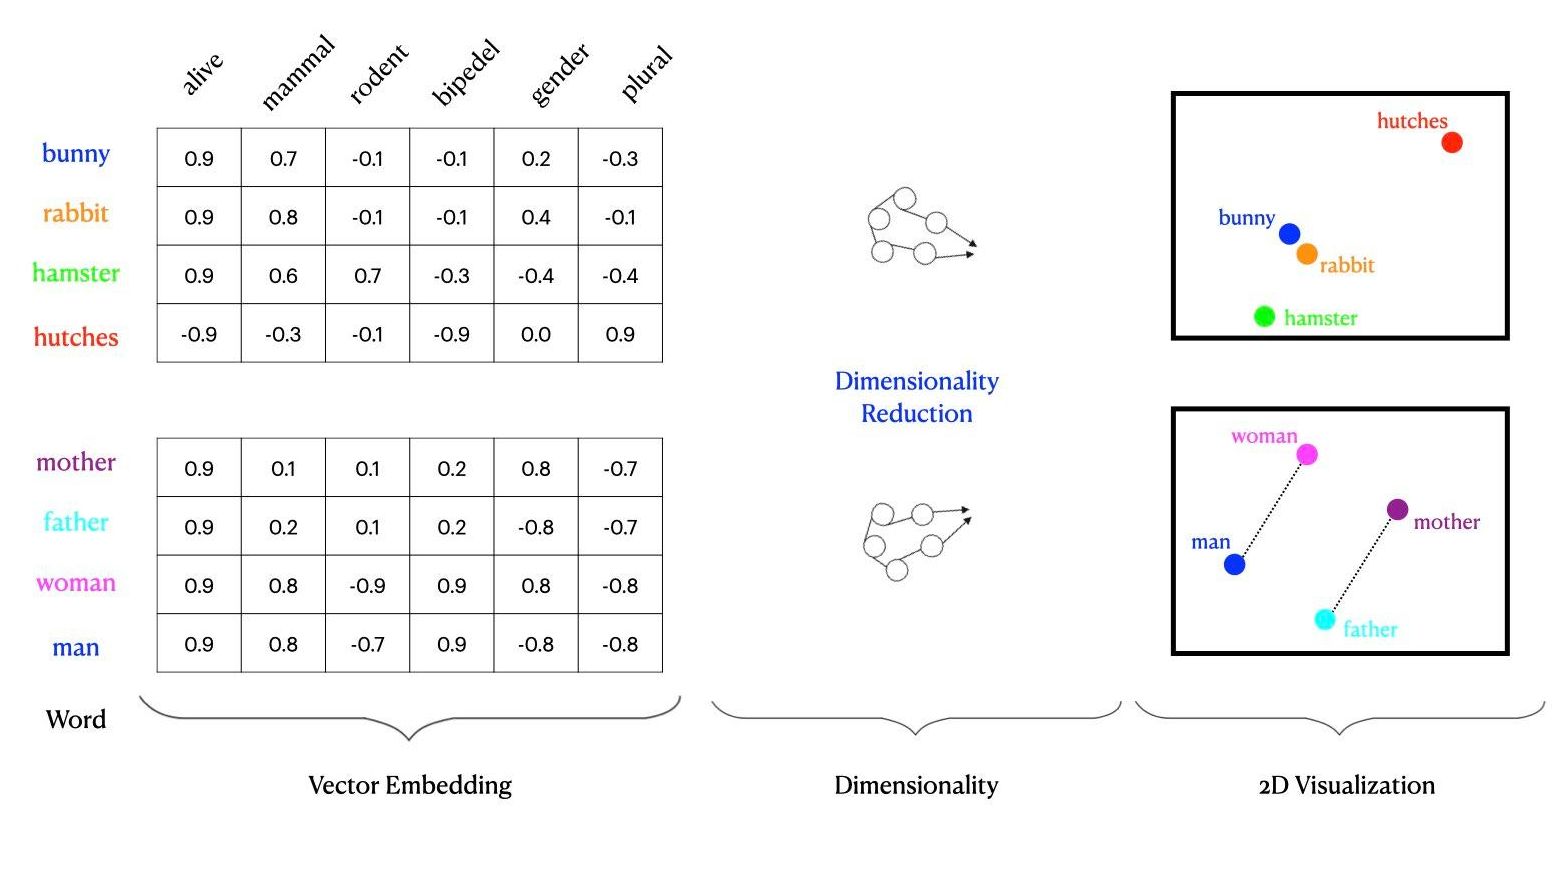 alive mammal rodent bipedel gender plural
bunny 0.9 0.7 -0.1 -0.1 0.2 -0.3
rabbit 0.9 0.8 -0.1 -0.1 0.4 -0.1
hamster 0.9 0.6 0.7 -0.3 -0.4 -0.4
hutches -0.9 -0.3 -0.1 -0.9 0.0 0.9
mother 0.9 0.1 0.1 0.2 0.8 -0.7
father 0.9 0.2 0.1 0.2 -0.8 -0.7
woman 0.9 0.8 -0.9 0.9 0.8 -0.8
man 0.9 0.8 -0.7 0.9 -0.8 -0.8
Word
Vector Embedding
Dimensionality
Reduction
Dimensionality
hutches
bunny
rabbit
hamster
woman
mother
man
father
2D Visualization